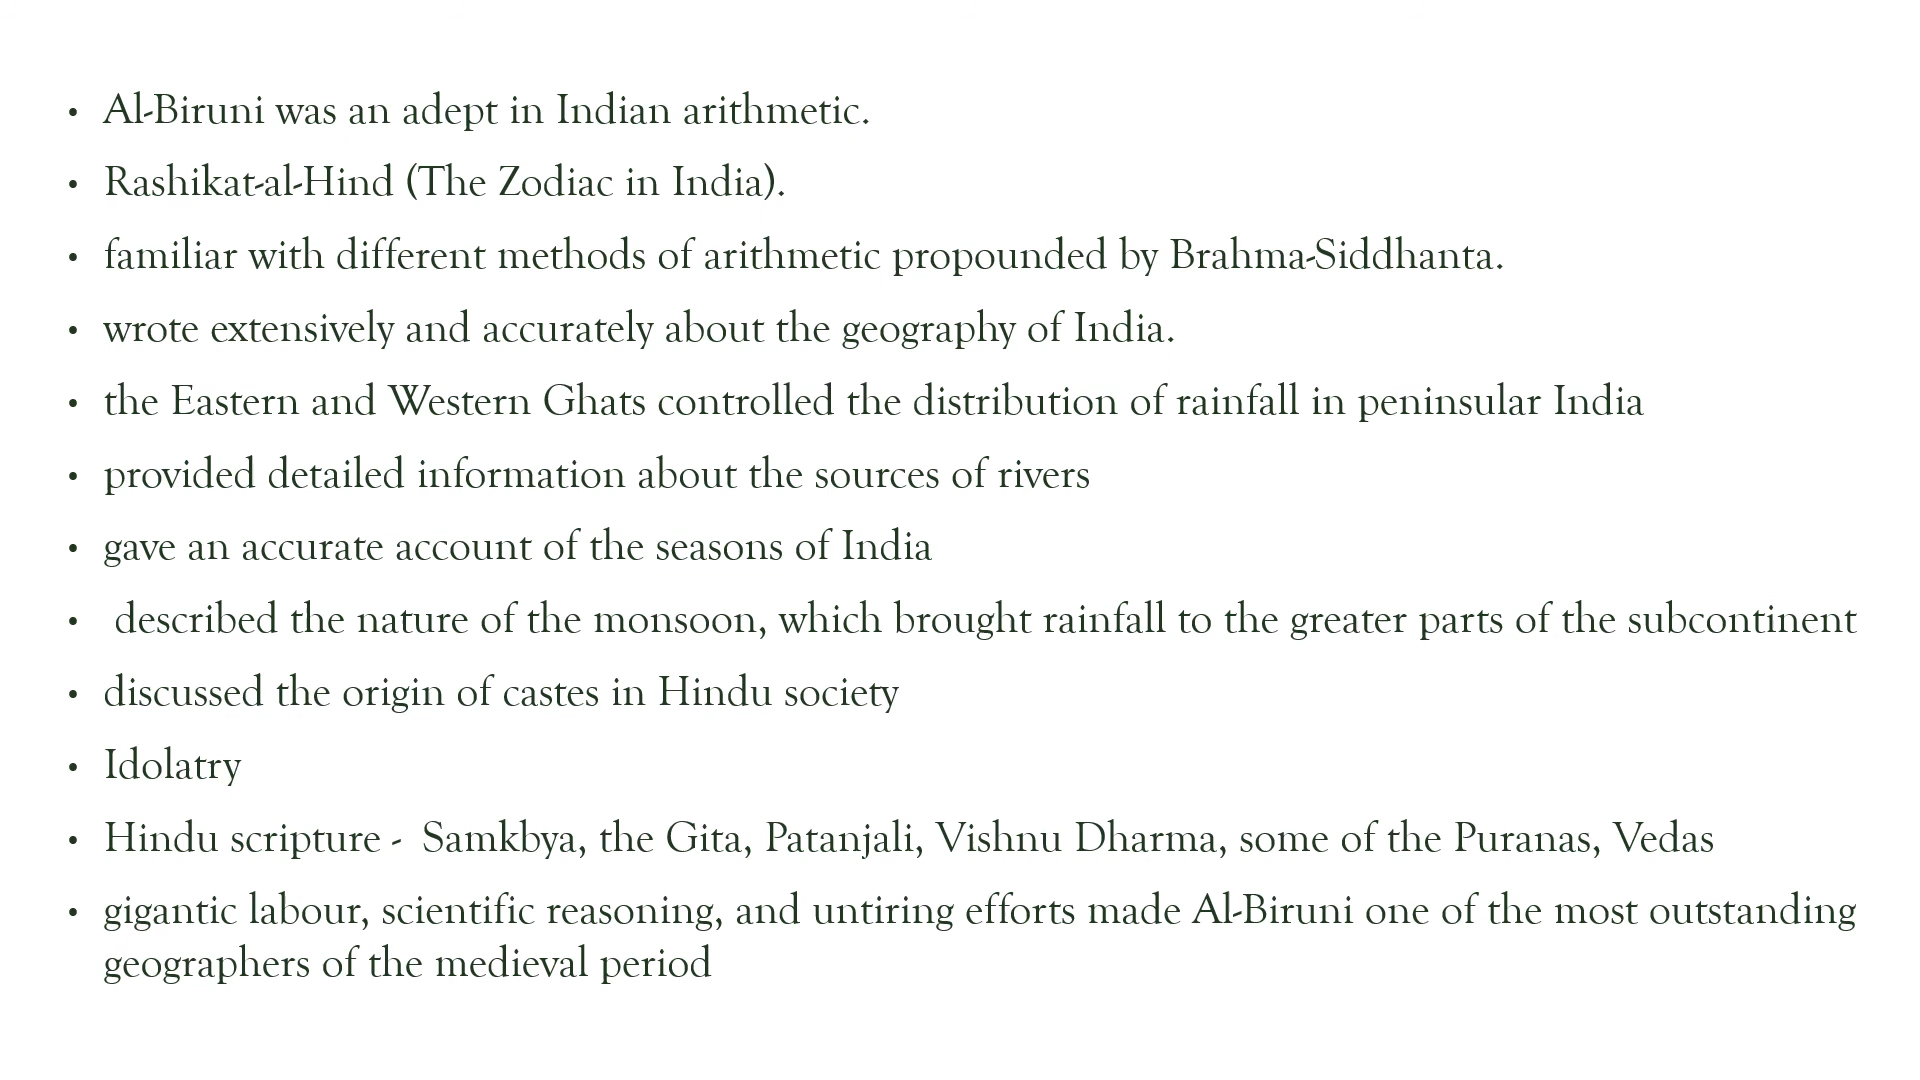 • Al-Biruni was an adept in Indian arithmetic.
• Rashikat-al-Hind (The Zodiac in India).
• familiar with different methods of arithmetic propounded by Brahma-Siddhanta.
• wrote extensively and accurately about the geography of India.
• the Eastern and Western Ghats controlled the distribution of rainfall in peninsular India
• provided detailed information about the sources of rivers
• gave an accurate account of the seasons of India
• described the nature of the monsoon, which brought rainfall to the greater parts of the subcontinent
• discussed the origin of castes in Hindu society
• Idolatry
• Hindu scripture - Samkbya, the Gita, Patanjali, Vishnu Dharma, some of the Puranas, Vedas
• gigantic labour, scientific reasoning, and untiring efforts made Al-Biruni one of the most outstanding
geographers of the medieval period